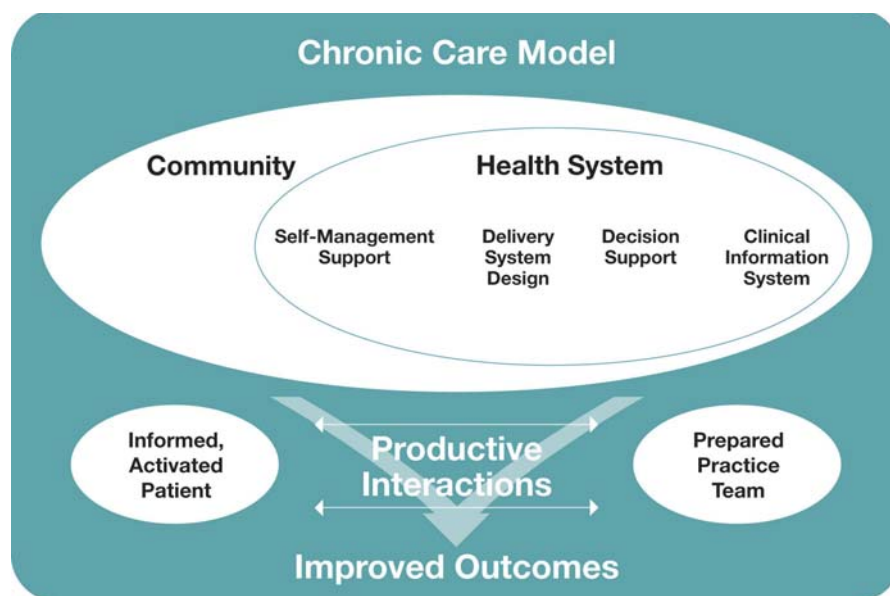 Chronic Care Model
Community
Health System
Self-Management
Support
Delivery
System
Design
Decision
Support
Clinical
Information
System
Informed,
Activated
Patient
Productive
Interactions
Prepared
Practice
Team
Improved Outcomes